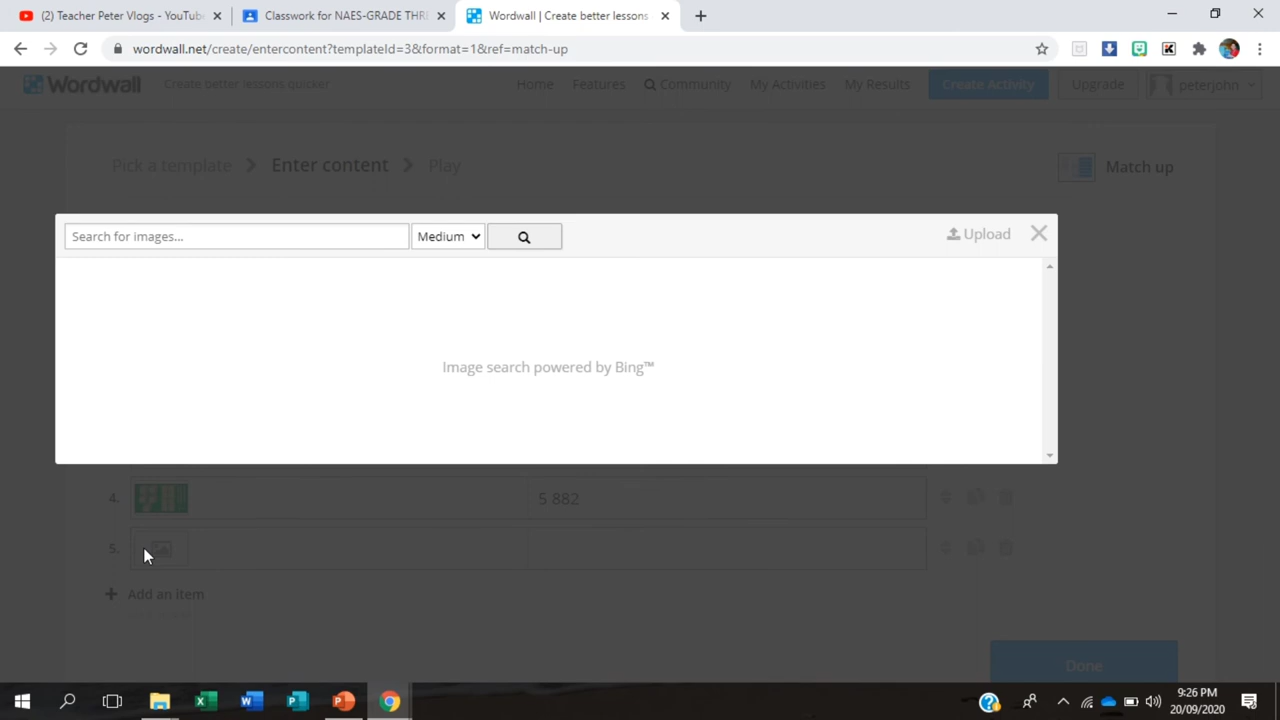 (2) Teacher Peter Vlogs - YouTube
Classwork for NAES-GRADE THRE
Wordwall | Create better lessons
wordwall.net/create/entercontent?templateId=3&format=1&ref=match-up
Wordwall Create better lessons quicker Home Features Community My Activities My Results Create Activity Upgrade peterjohn
Pick a template Enter content Play Match up
Search for images... Medium Upload
Image search powered by Bing™
4. 5 882
5.
+ Add an item
Done
9:26 PM
20/09/2020